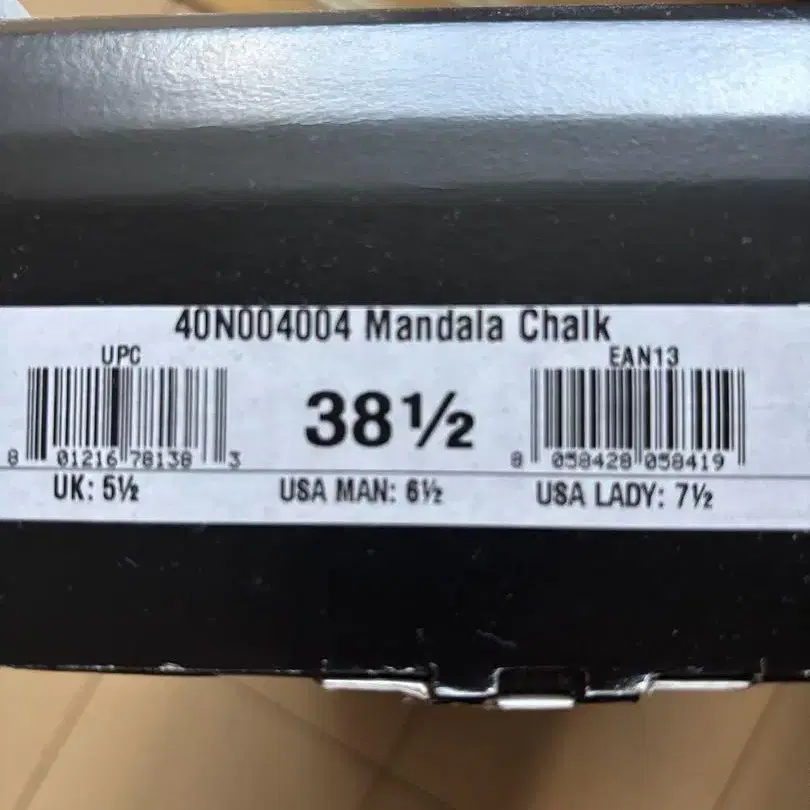 40N004004 Mandala Chalk
UPC
EAN13
38½
8 01216 78138 3
8 058428 058419
UK: 5½
USA MAN: 6½
USA LADY: 7½